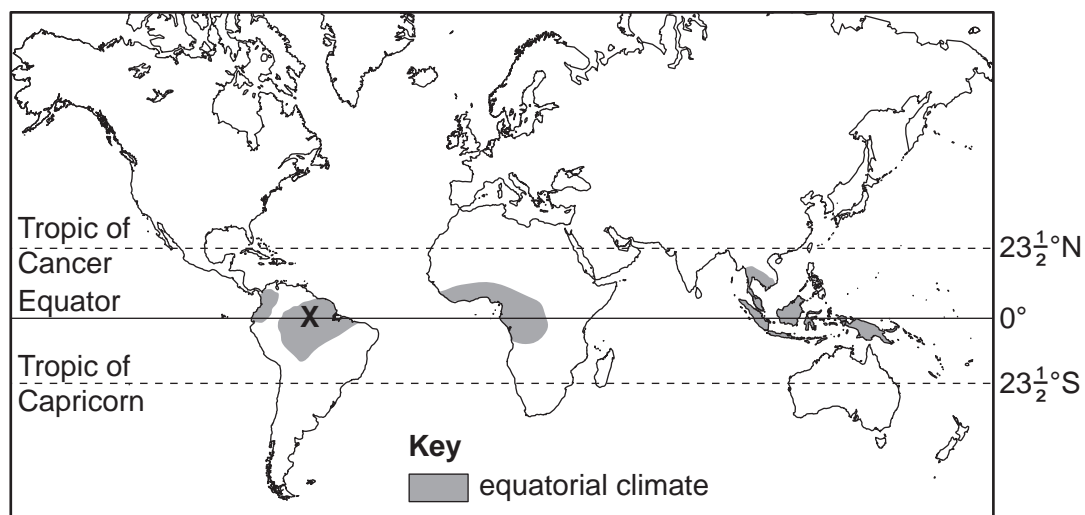 Tropic of
Cancer
23½°N
Equator
X
0°
Tropic of
Capricorn
23½°S
Key
equatorial climate